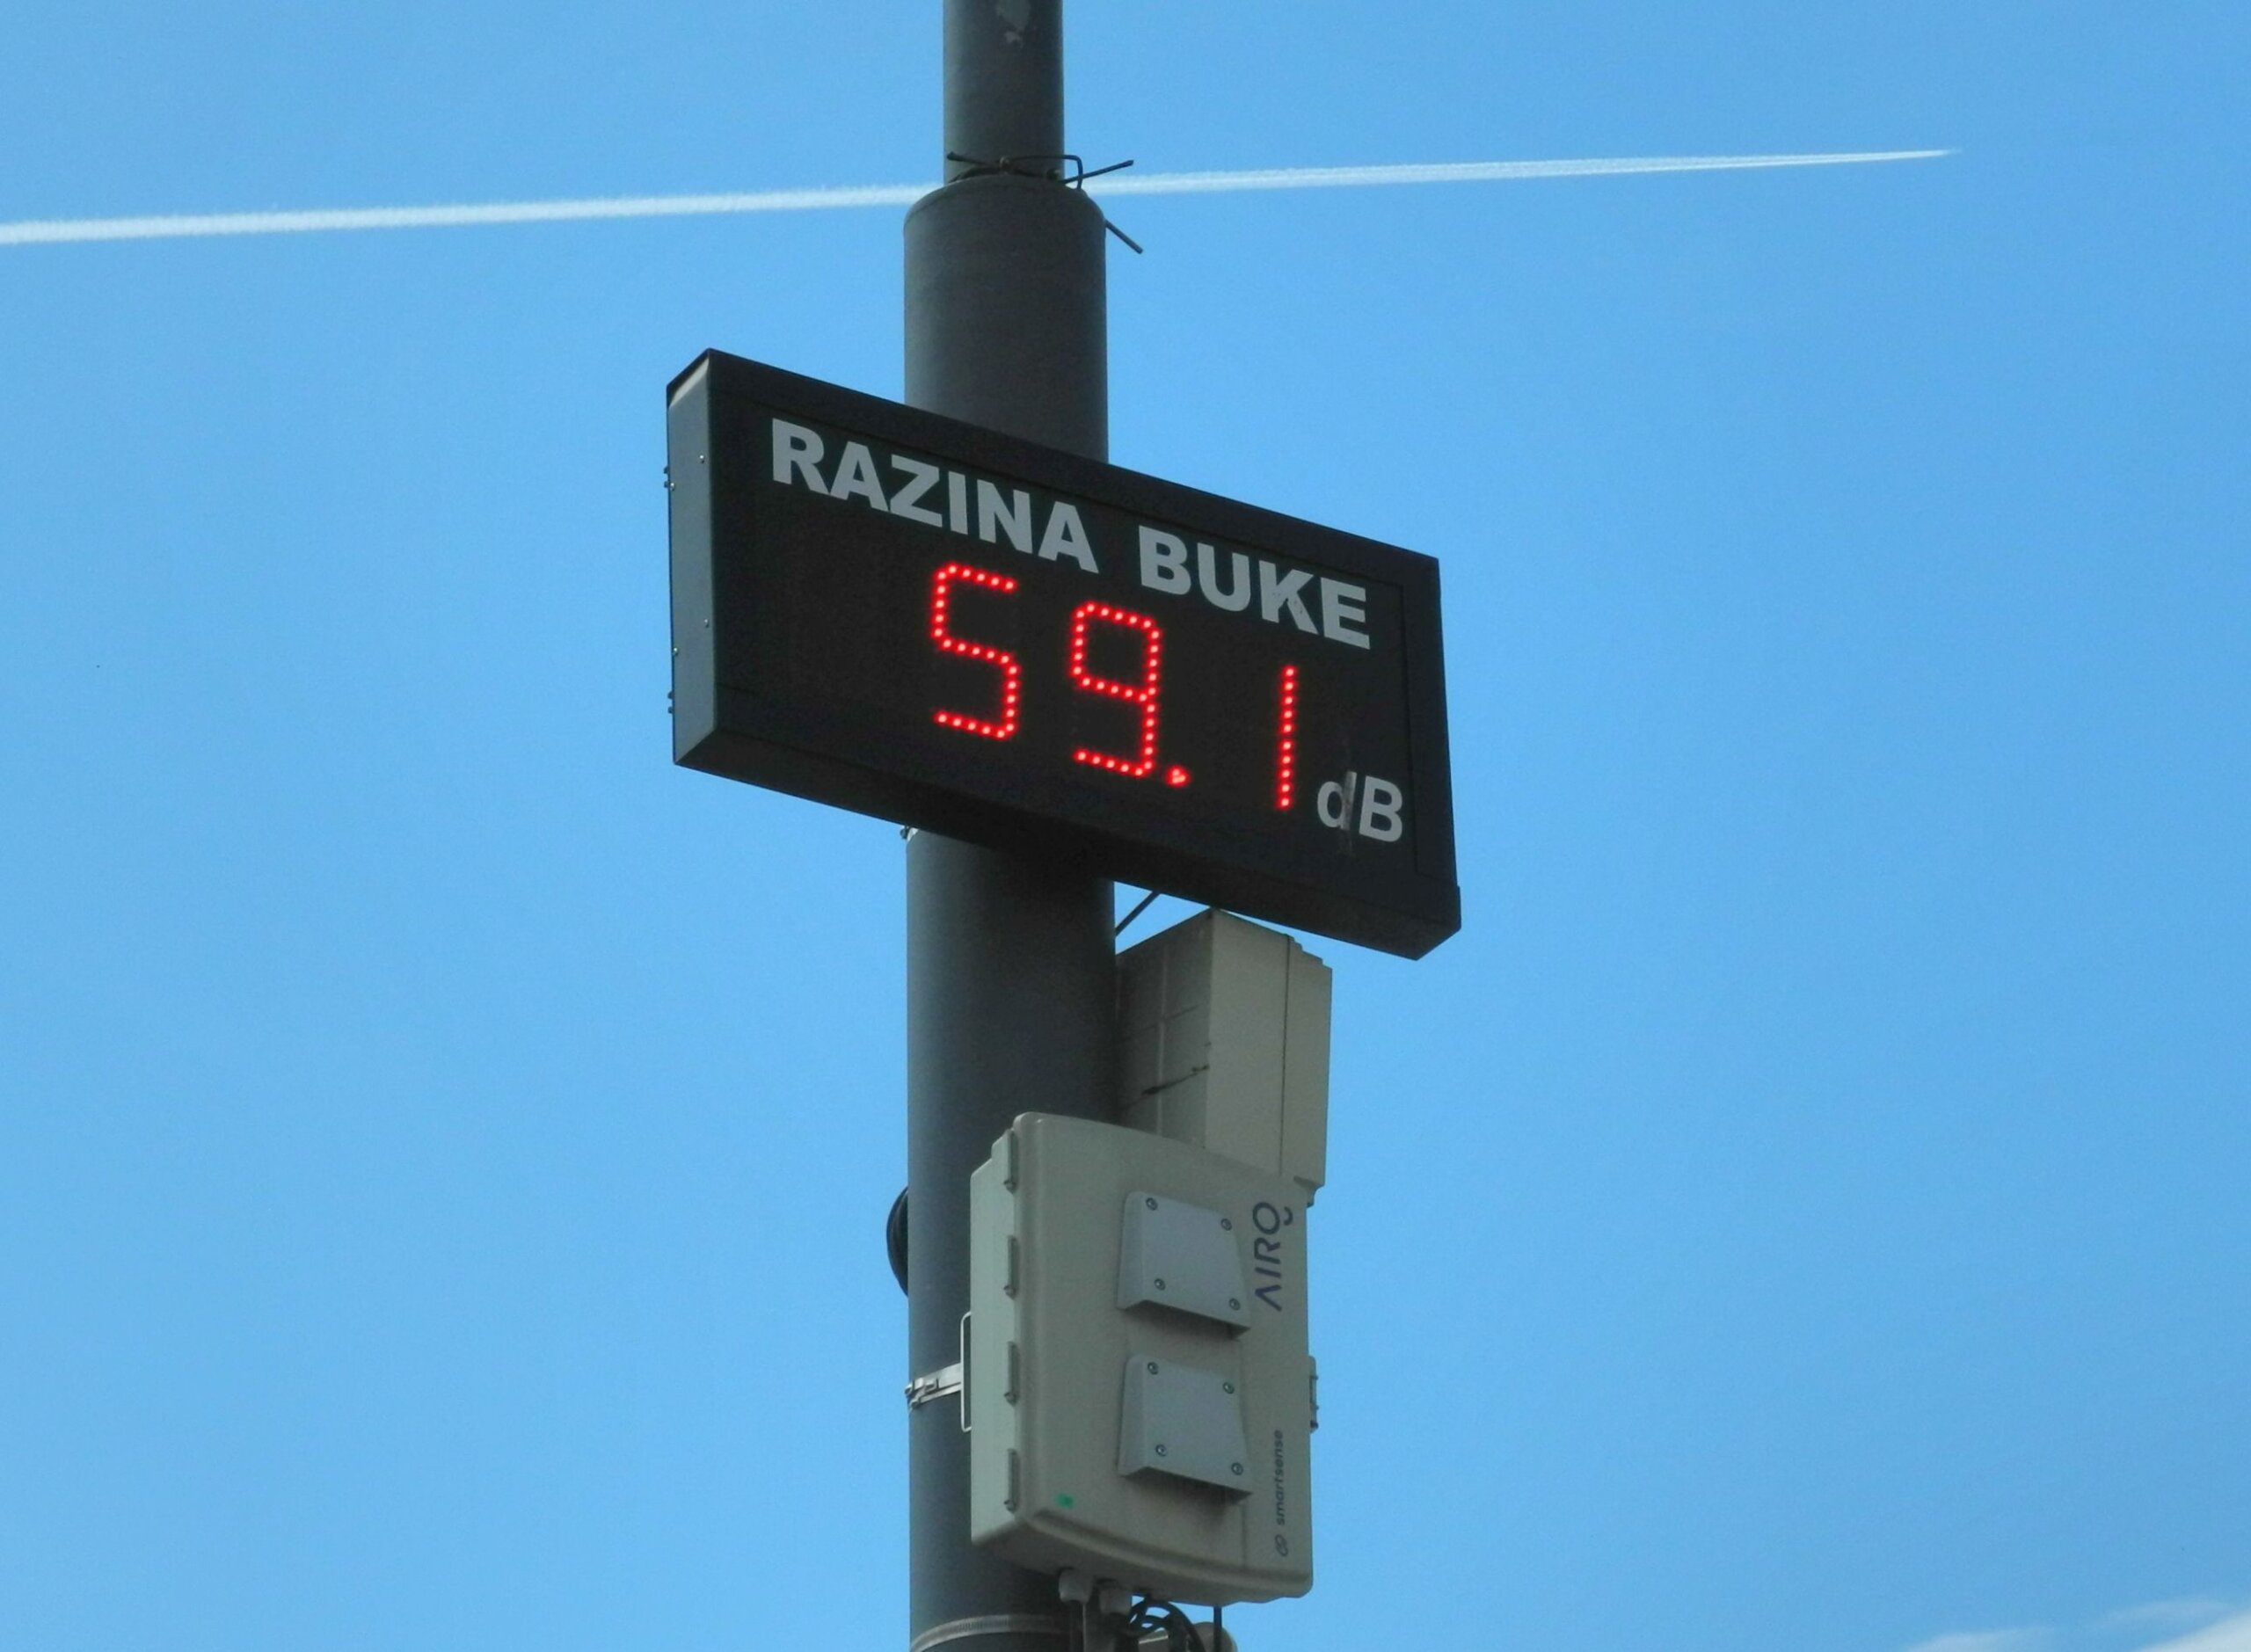 RAZINA BUKE
59.1 dB
AIRQ
smartsense